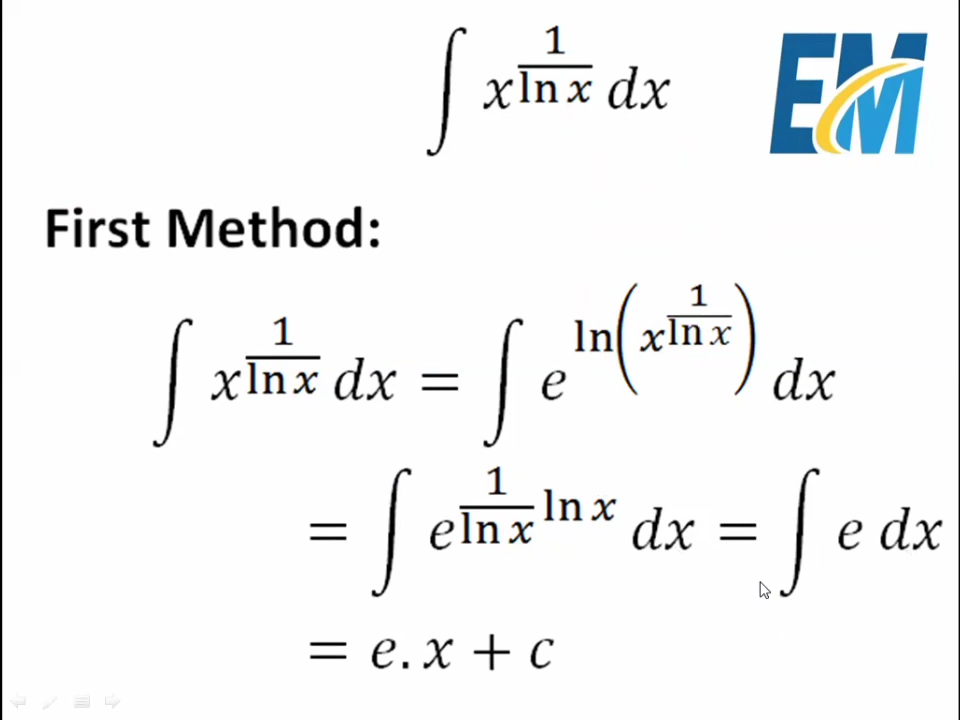 ∫ x^(1/ln x) dx
EM
First Method:
∫ x^(1/ln x) dx = ∫ e^(ln(x^(1/ln x))) dx
= ∫ e^((1/ln x) ln x) dx = ∫ e dx
= e. x + c